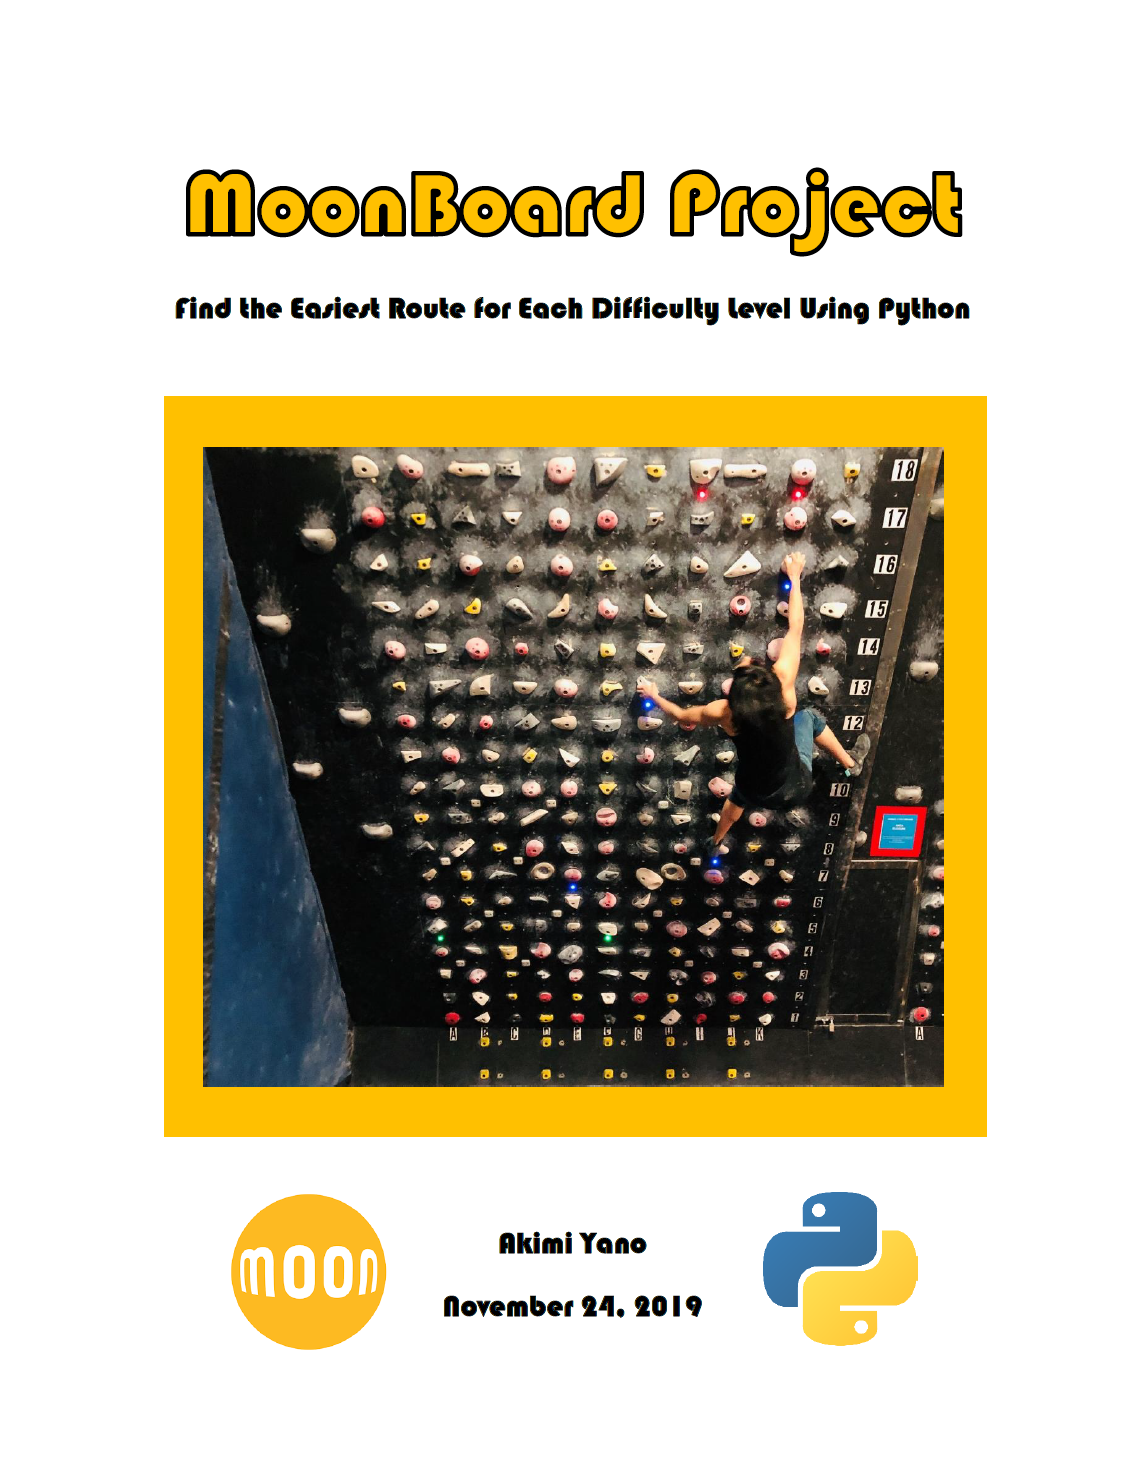 MoonBoard Project
Find the Easiest Route for Each Difficulty Level Using Python
18
17
16
15
14
13
12
10
9
8
7
6
5
4
3
2
1
A B C D E F G H I J K
A
moon
Akimi Yano
November 24, 2019